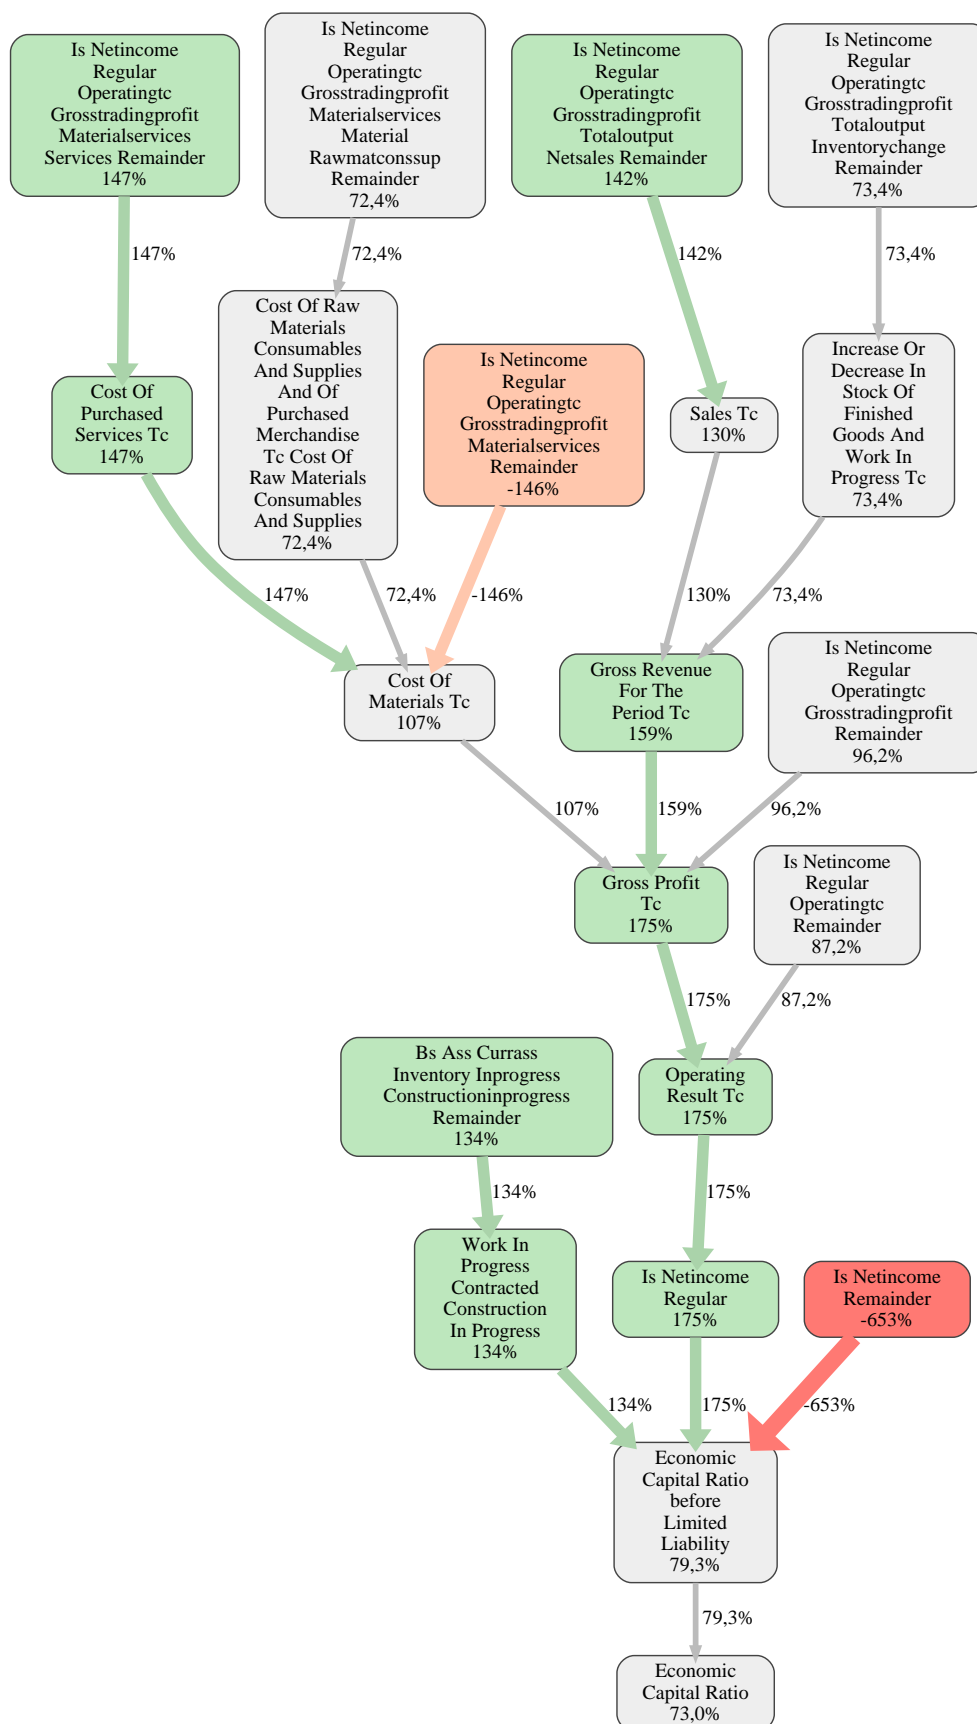 Is Netincome
Regular
Operatingtc
Grosstradingprofit
Materialservices
Services Remainder
147%
Is Netincome
Regular
Operatingtc
Grosstradingprofit
Materialservices
Material
Rawmatconssup
Remainder
72,4%
Is Netincome
Regular
Operatingtc
Grosstradingprofit
Totaloutput
Netsales Remainder
142%
Is Netincome
Regular
Operatingtc
Grosstradingprofit
Totaloutput
Inventorychange
Remainder
73,4%
147%
72,4%
142%
73,4%
Cost Of
Purchased
Services Tc
147%
Cost Of Raw
Materials
Consumables
And Supplies
And Of
Purchased
Merchandise
Tc Cost Of
Raw Materials
Consumables
And Supplies
72,4%
Is Netincome
Regular
Operatingtc
Grosstradingprofit
Materialservices
Remainder
-146%
Sales Tc
130%
Increase Or
Decrease In
Stock Of
Finished
Goods And
Work In
Progress Tc
73,4%
147%
72,4%
-146%
130%
73,4%
Cost Of
Materials Tc
107%
Gross Revenue
For The
Period Tc
159%
Is Netincome
Regular
Operatingtc
Grosstradingprofit
Remainder
96,2%
107%
159%
96,2%
Gross Profit
Tc
175%
Is Netincome
Regular
Operatingtc
Remainder
87,2%
175%
87,2%
Bs Ass Currass
Inventory Inprogress
Constructioninprogress
Remainder
134%
Operating
Result Tc
175%
134%
175%
Work In
Progress
Contracted
Construction
In Progress
134%
Is Netincome
Regular
175%
Is Netincome
Remainder
-653%
134%
175%
-653%
Economic
Capital Ratio
before
Limited
Liability
79,3%
79,3%
Economic
Capital Ratio
73,0%